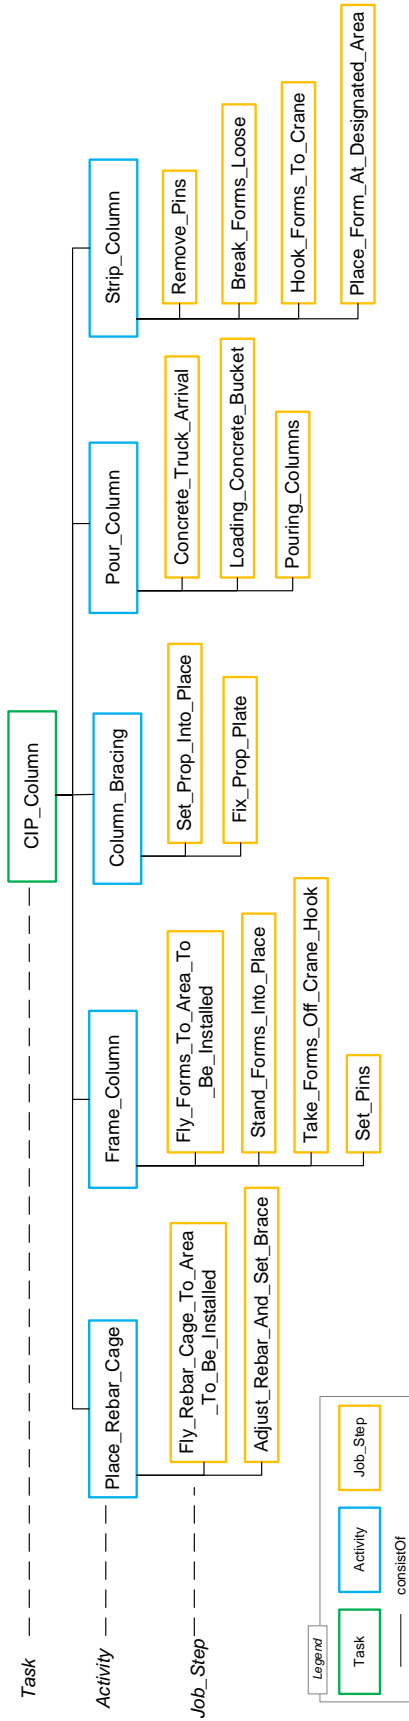 Task
CIP_Column
Activity
Place_Rebar_Cage
Frame_Column
Column_Bracing
Pour_Column
Strip_Column
Job_Step
Fly_Rebar_Cage_To_Area
_To_Be_Installed
Adjust_Rebar_And_Set_Brace
Fly_Forms_To_Area_To
_Be_Installed
Stand_Forms_Into_Place
Take_Forms_Off_Crane_Hook
Set_Pins
Set_Prop_Into_Place
Fix_Prop_Plate
Concrete_Truck_Arrival
Loading_Concrete_Bucket
Pouring_Columns
Remove_Pins
Break_Forms_Loose
Hook_Forms_To_Crane
Place_Form_At_Designated_Area
Legend
Task
Activity
Job_Step
consistOf